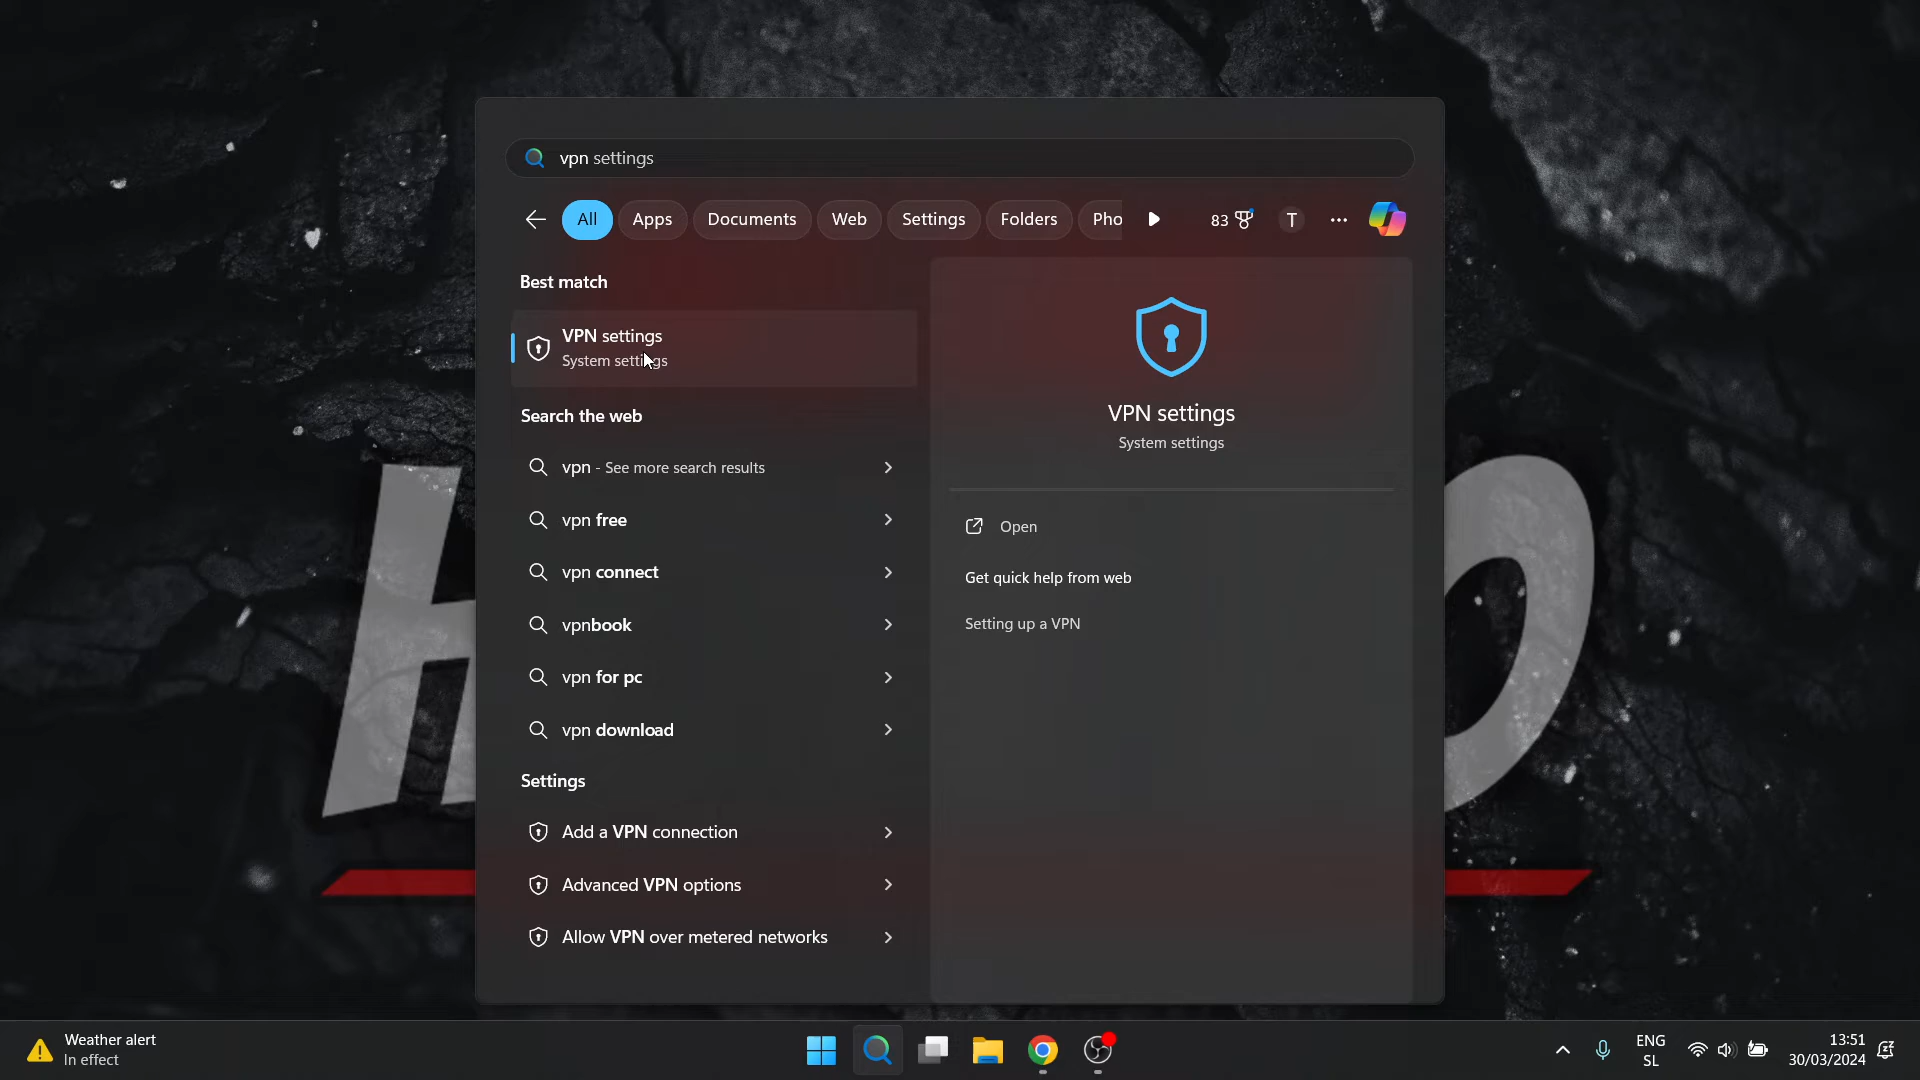 vpn settings
All Apps Documents Web Settings Folders Pho 83 T
Best match
VPN settings
System settings
Search the web
vpn - See more search results
vpn free
vpn connect
vpnbook
vpn for pc
vpn download
Settings
Add a VPN connection
Advanced VPN options
Allow VPN over metered networks
VPN settings
System settings
Open
Get quick help from web
Setting up a VPN
Weather alert
In effect
ENG
SL
13:51
30/03/2024